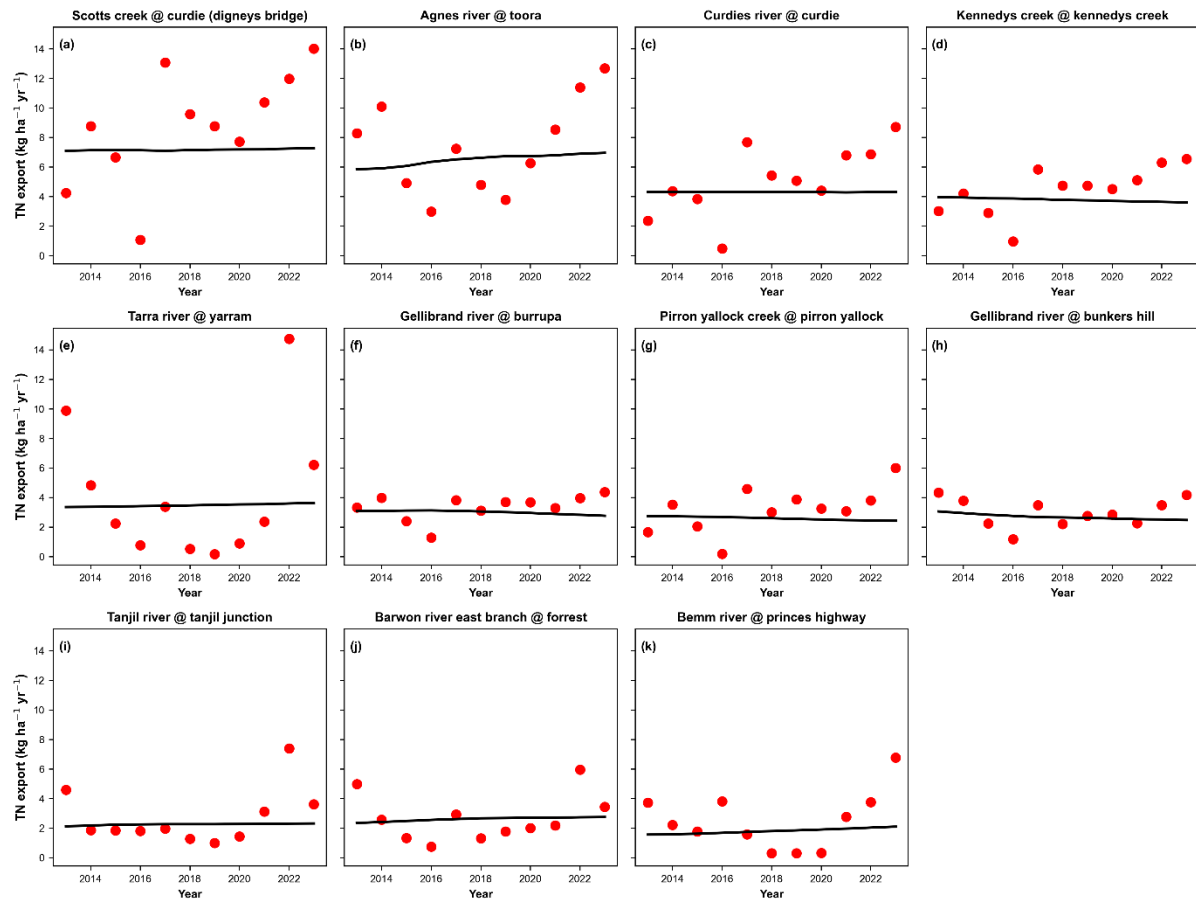 Scotts creek @ curdie (digneys bridge)
Agnes river @ toora
Curdies river @ curdie
Kennedys creek @ kennedys creek
(a)
(b)
(c)
(d)
TN export (kg ha⁻¹ yr⁻¹)
14
12
10
8
6
4
2
0
2014 2016 2018 2020 2022
2014 2016 2018 2020 2022
2014 2016 2018 2020 2022
2014 2016 2018 2020 2022
Year
Year
Year
Year
Tarra river @ yarram
Gellibrand river @ burrupa
Pirron yallock creek @ pirron yallock
Gellibrand river @ bunkers hill
(e)
(f)
(g)
(h)
TN export (kg ha⁻¹ yr⁻¹)
14
12
10
8
6
4
2
0
2014 2016 2018 2020 2022
2014 2016 2018 2020 2022
2014 2016 2018 2020 2022
2014 2016 2018 2020 2022
Year
Year
Year
Year
Tanjil river @ tanjil junction
Barwon river east branch @ forrest
Bemm river @ princes highway
(i)
(j)
(k)
TN export (kg ha⁻¹ yr⁻¹)
14
12
10
8
6
4
2
0
2014 2016 2018 2020 2022
2014 2016 2018 2020 2022
2014 2016 2018 2020 2022
Year
Year
Year